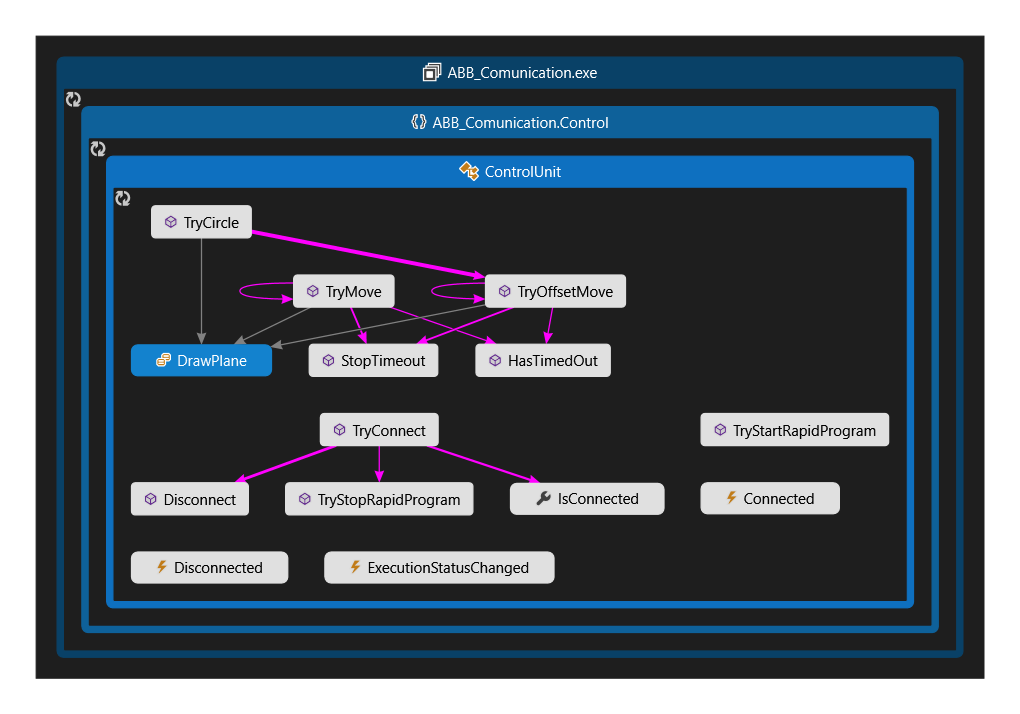 ABB_Comunication.exe
ABB_Comunication.Control
ControlUnit
TryCircle
TryMove
TryOffsetMove
DrawPlane
StopTimeout
HasTimedOut
TryConnect
TryStartRapidProgram
Disconnect
TryStopRapidProgram
IsConnected
Connected
Disconnected
ExecutionStatusChanged